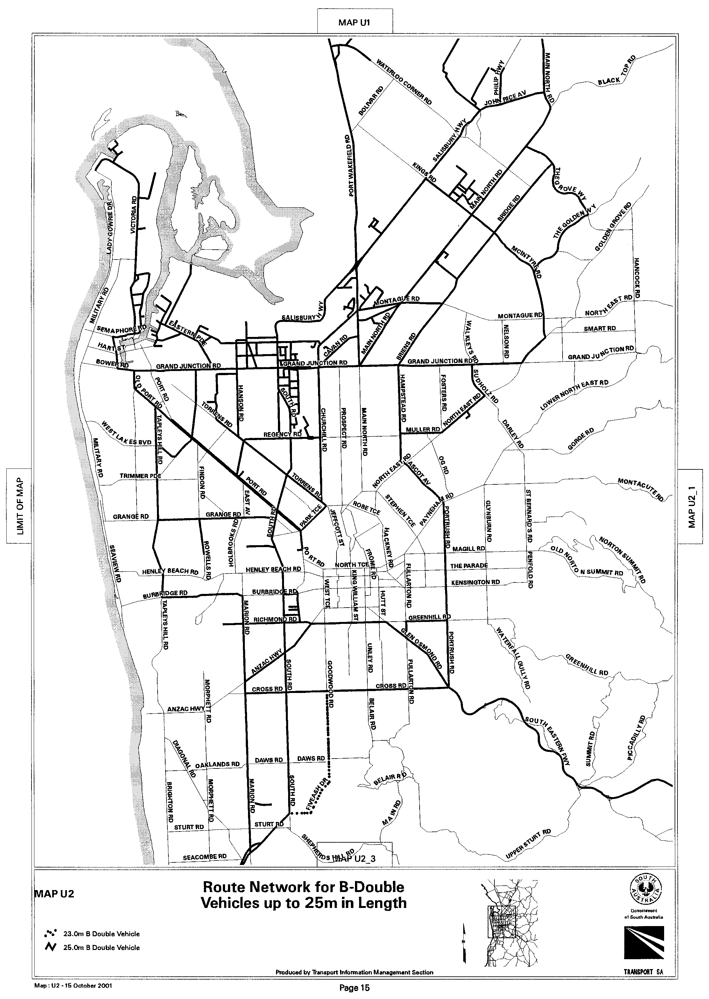 MAP U1
WATERLOO CORNER RD
BOLIVAR RD
PHILIP HWY
MAIN NORTH RD
BLACK TOP RD
JOHN RICE AV
SALISBURY HWY
PORT WAKEFIELD RD
KINGS RD
MAIN NORTH RD
BRIDGE RD
THE GROVE WY
THE GOLDEN WY
GOLDEN GROVE RD
LADY GOWRIE DR
VICTORIA RD
MCINTYRE RD
HANCOCK RD
MILITARY RD
MONTAGUE RD
NORTH EAST RD
SALISBURY HWY
MONTAGUE RD
SMART RD
SEMAPHORE RD
EASTERN PDE
MAIN NORTH RD
WALKLEYS RD
NELSON RD
HART ST
CAVAN RD
BRIENS RD
BOWER RD
GRAND JUNCTION RD
GRAND JUNCTION RD
GRAND JUNCTION RD
GRAND JUNCTION RD
OLD PORT RD
PORT RD
HANSON RD
SOUTH RD
HAMPSTEAD RD
FOSTERS RD
SUDHOLZ RD
LOWER NORTH EAST RD
TORRENS RD
CHURCHILL RD
PROSPECT RD
MAIN NORTH RD
NORTH EAST RD
TAPLEYS HILL RD
WEST LAKES BVD
REGENCY RD
MULLER RD
DARLEY RD
GORGE RD
MILITARY RD
LIMIT OF MAP
TRIMMER PDE
FINDON RD
PORT RD
TORRENS RD
NORTH EAST RD
ASCOT AV
OG RD
MONTACUTE RD
MAP U2_1
EAST AV
ROBE TCE
STEPHEN TCE
PAYNEHAM RD
GLYNBURN RD
ST BERNARD'S RD
GRANGE RD
GRANGE RD
SOUTH RD
PARK TCE
JEFFCOTT ST
HACKNEY RD
PORTRUSH RD
HOLBROOKS RD
ROWELLS RD
SEAVIEW RD
PORT RD
FROME RD
MAGILL RD
OLD NORTON SUMMIT RD
NORTON SUMMIT RD
NORTH TCE
THE PARADE
PENFOLD RD
HENLEY BEACH RD
HENLEY BEACH RD
KENSINGTON RD
FULLARTON RD
BURBRIDGE RD
BURBRIDGE RD
WEST TCE
KING WILLIAM ST
HUTT ST
TAPLEYS HILL RD
MARION RD
RICHMOND RD
GREENHILL RD
GLEN OSMOND RD
PORTRUSH RD
WATERFALL GULLY RD
GREENHILL RD
ANZAC HWY
SOUTH RD
GOODWOOD RD
UNLEY RD
FULLARTON RD
MORPHETT RD
CROSS RD
CROSS RD
ANZAC HWY
BELAIR RD
SOUTH EASTERN FWY
SUMMIT RD
PICCADILLY RD
DIAGONAL RD
OAKLANDS RD
DAWS RD
DAWS RD
BELAIR RD
BRIGHTON RD
MORPHETT RD
MARION RD
SOUTH RD
FIVEASH DR
MAIN RD
STURT RD
STURT RD
SHEPHERDS HILL RD
UPPER STURT RD
SEACOMBE RD
MAP U2_3
MAP U2
Route Network for B-Double
Vehicles up to 25m in Length
23.0m B Double Vehicle
25.0m B Double Vehicle
N
U2
SOUTH AUSTRALIA
Government
of South Australia
TRANSPORT SA
Produced by Transport Information Management Section
Map : U2 - 15 October 2001
Page 15